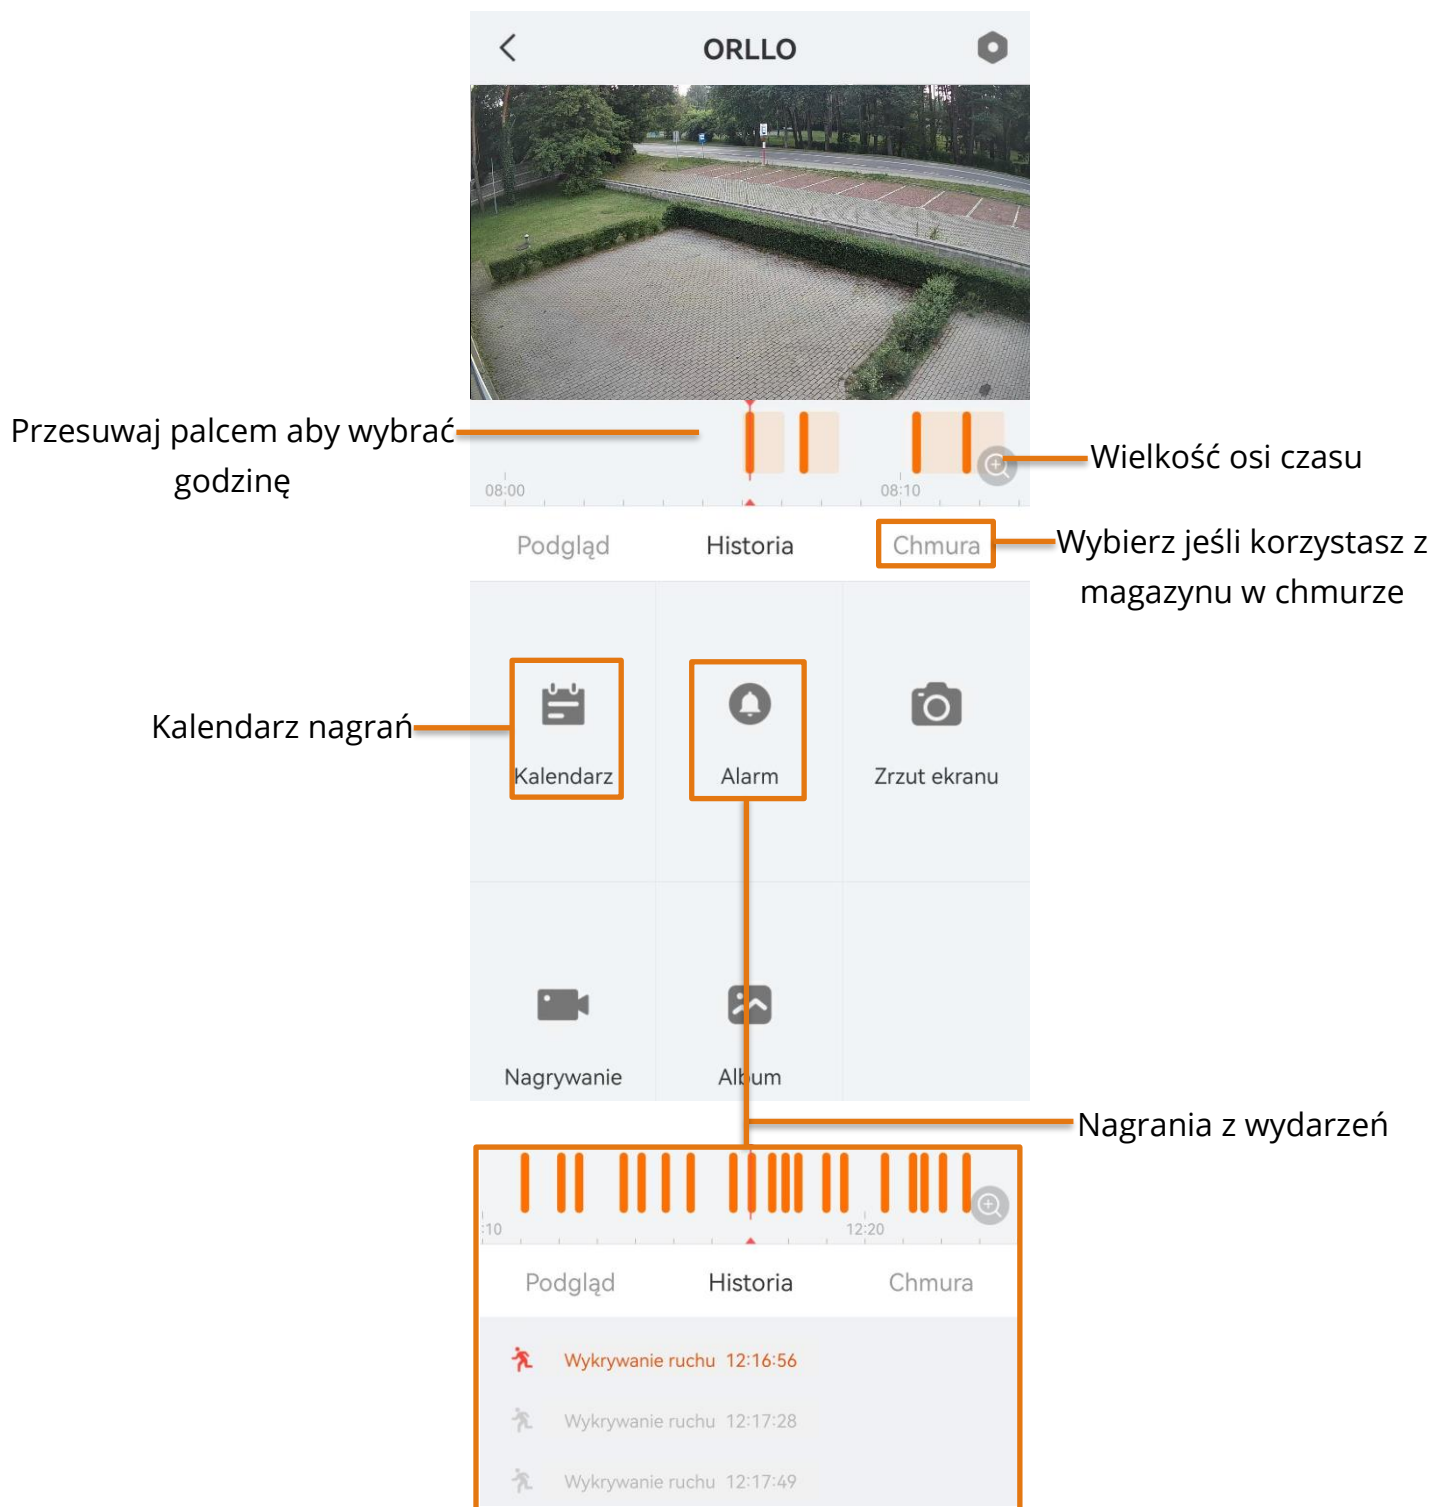 ORLLO
Przesuwaj palcem aby wybrać
godzinę
Wielkość osi czasu
08:00
08:10
Podgląd Historia Chmura
Wybierz jeśli korzystasz z
magazynu w chmurze
Kalendarz nagrań
Kalendarz Alarm Zrzut ekranu
Nagrywanie Album
Nagrania z wydarzeń
:10
12:20
Podgląd Historia Chmura
Wykrywanie ruchu 12:16:56
Wykrywanie ruchu 12:17:28
Wykrywanie ruchu 12:17:49